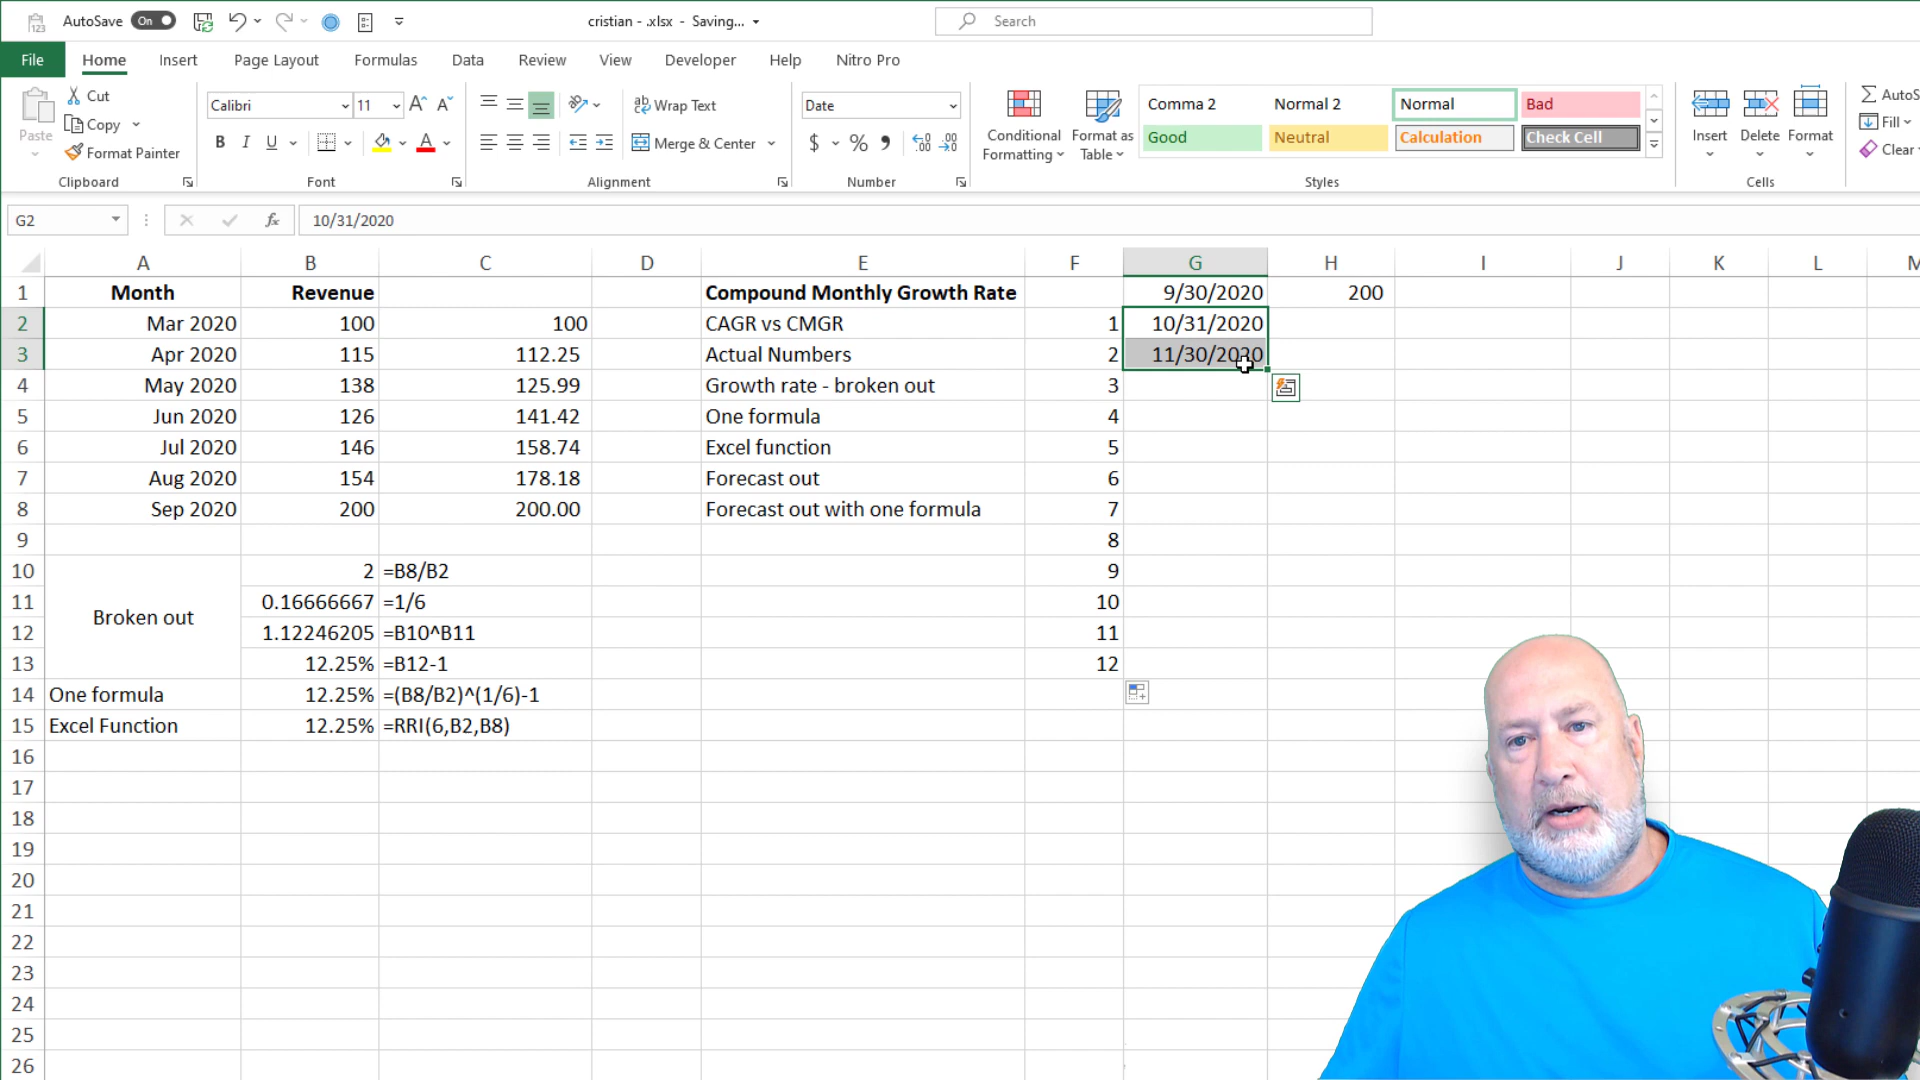 AutoSave On cristian - .xlsx - Saving... Search
File Home Insert Page Layout Formulas Data Review View Developer Help Nitro Pro
Paste Cut Copy Format Painter Clipboard
Calibri 11 B I U Font
Wrap Text Merge & Center Alignment
Date $ % Number
Conditional Formatting Format as Table
Comma 2 Normal 2 Normal Bad
Good Neutral Calculation Check Cell
Styles
Insert Delete Format Cells
AutoS
Fill
Clear
G2 fx 10/31/2020
A B C D E F G H I J K L M
1 Month Revenue Compound Monthly Growth Rate 9/30/2020 200
2 Mar 2020 100 100 CAGR vs CMGR 1 10/31/2020
3 Apr 2020 115 112.25 Actual Numbers 2 11/30/2020
4 May 2020 138 125.99 Growth rate - broken out 3
5 Jun 2020 126 141.42 One formula 4
6 Jul 2020 146 158.74 Excel function 5
7 Aug 2020 154 178.18 Forecast out 6
8 Sep 2020 200 200.00 Forecast out with one formula 7
9 8
10 2 =B8/B2 9
11 0.16666667 =1/6 10
Broken out
12 1.12246205 =B10^B11 11
13 12.25% =B12-1 12
14 One formula 12.25% =(B8/B2)^(1/6)-1
15 Excel Function 12.25% =RRI(6,B2,B8)
16
17
18
19
20
21
22
23
24
25
26